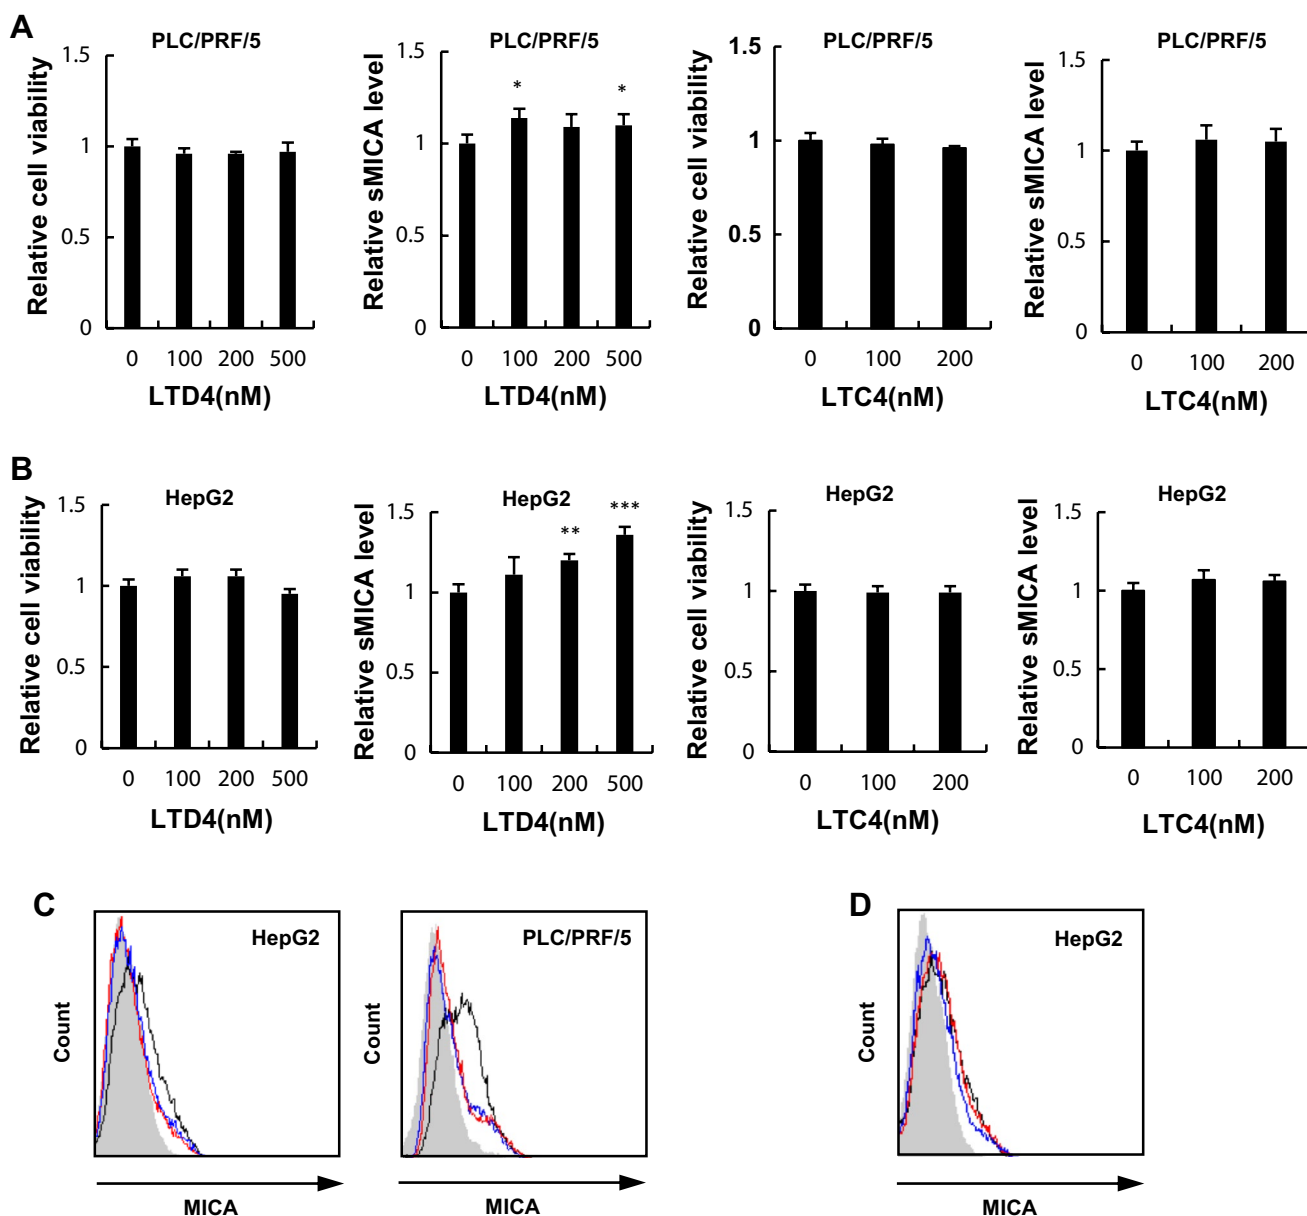 A
PLC/PRF/5
Relative cell viability
1.5
1
0.5
0
0 100 200 500
LTD4(nM)
PLC/PRF/5
Relative sMICA level
1.5
1
0.5
0
* *
0 100 200 500
LTD4(nM)
PLC/PRF/5
Relative cell viability
1.5
1
0.5
0
0 100 200
LTC4(nM)
PLC/PRF/5
Relative sMICA level
1.5
1
0.5
0
0 100 200
LTC4(nM)
B
HepG2
Relative cell viability
1.5
1
0.5
0
0 100 200 500
LTD4(nM)
HepG2
Relative sMICA level
1.5
1
0.5
0
** ***
0 100 200 500
LTD4(nM)
HepG2
Relative cell viability
1.5
1
0.5
0
0 100 200
LTC4(nM)
HepG2
Relative sMICA level
1.5
1
0.5
0
0 100 200
LTC4(nM)
C
HepG2
Count
MICA
PLC/PRF/5
Count
MICA
D
HepG2
Count
MICA